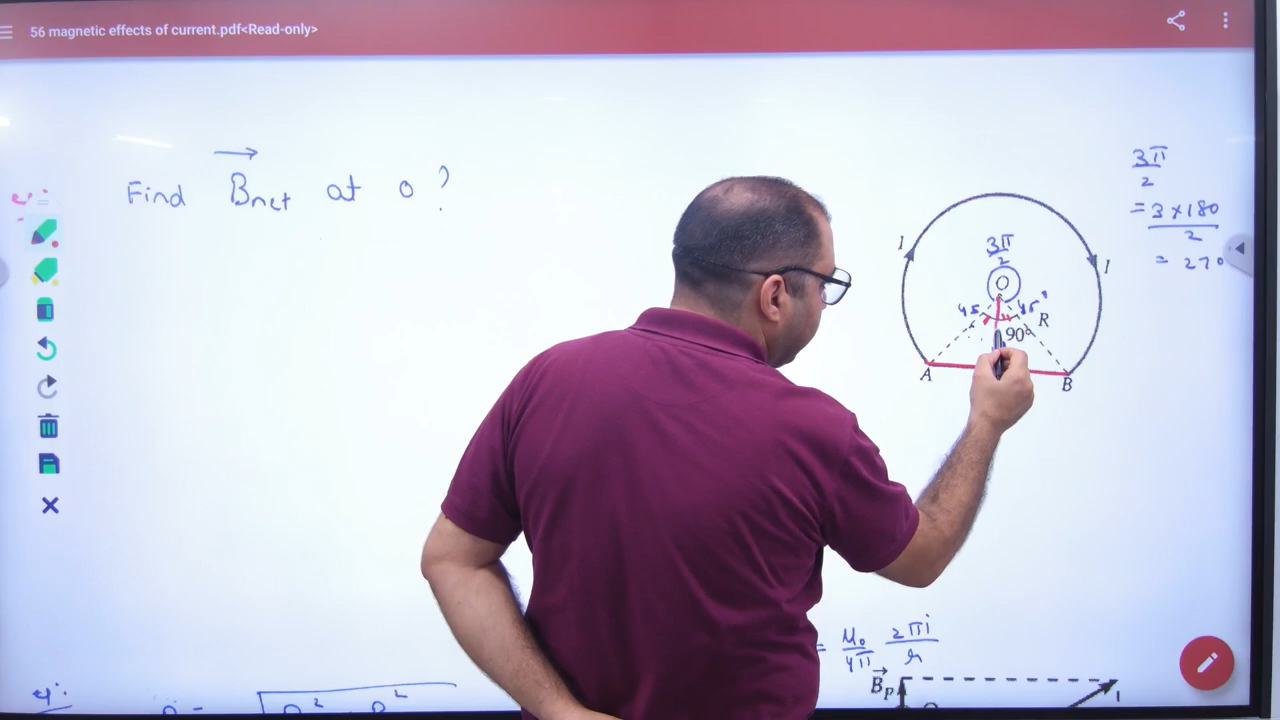 56 magnetic effects of current.pdf<Read-only>
Find Bnet at o ?
3π
2
= 3 × 180
2
= 270
I
I
3π
2
O
45
45°
R
90°
A
B
= μ₀ 2πi
4π r
Bp